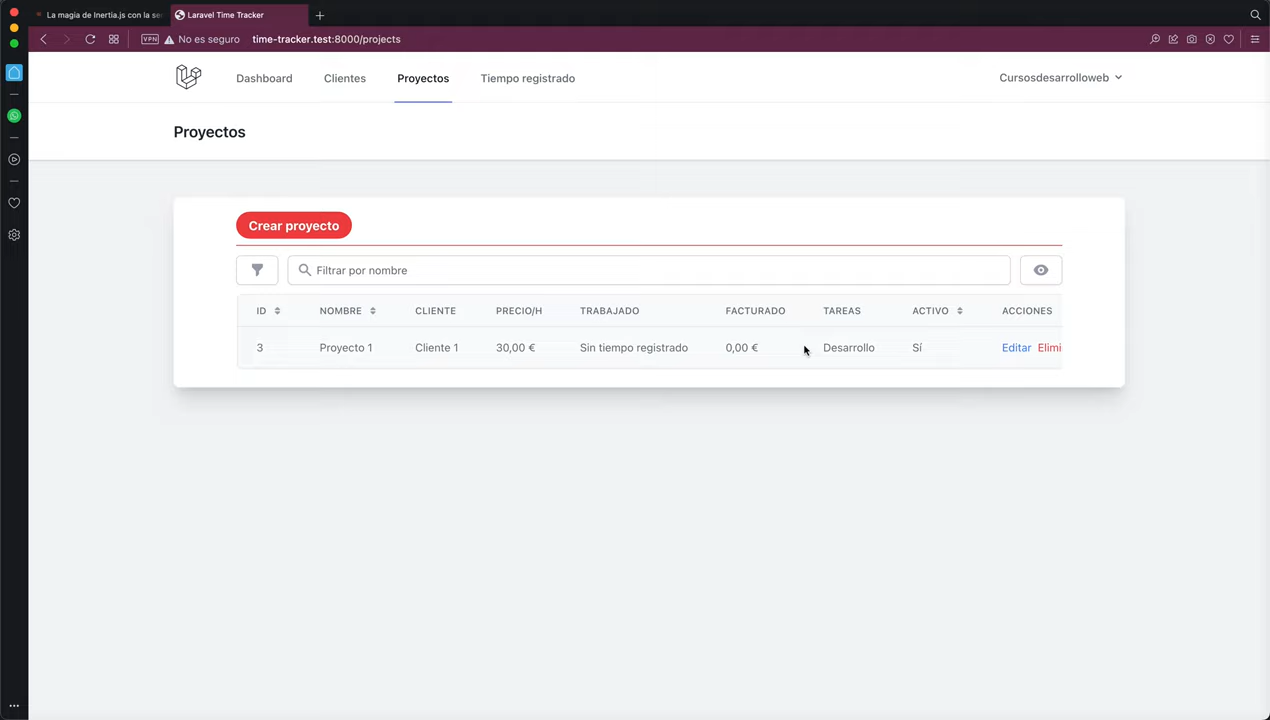 La magia de Inertia.js con la se
Laravel Time Tracker
VPN No es seguro time-tracker.test:8000/projects
Dashboard Clientes Proyectos Tiempo registrado Cursosdesarrolloweb
Proyectos
Crear proyecto
Filtrar por nombre
ID NOMBRE CLIENTE PRECIO/H TRABAJADO FACTURADO TAREAS ACTIVO ACCIONES
3 Proyecto 1 Cliente 1 30,00 € Sin tiempo registrado 0,00 € Desarrollo Sí Editar Elimi